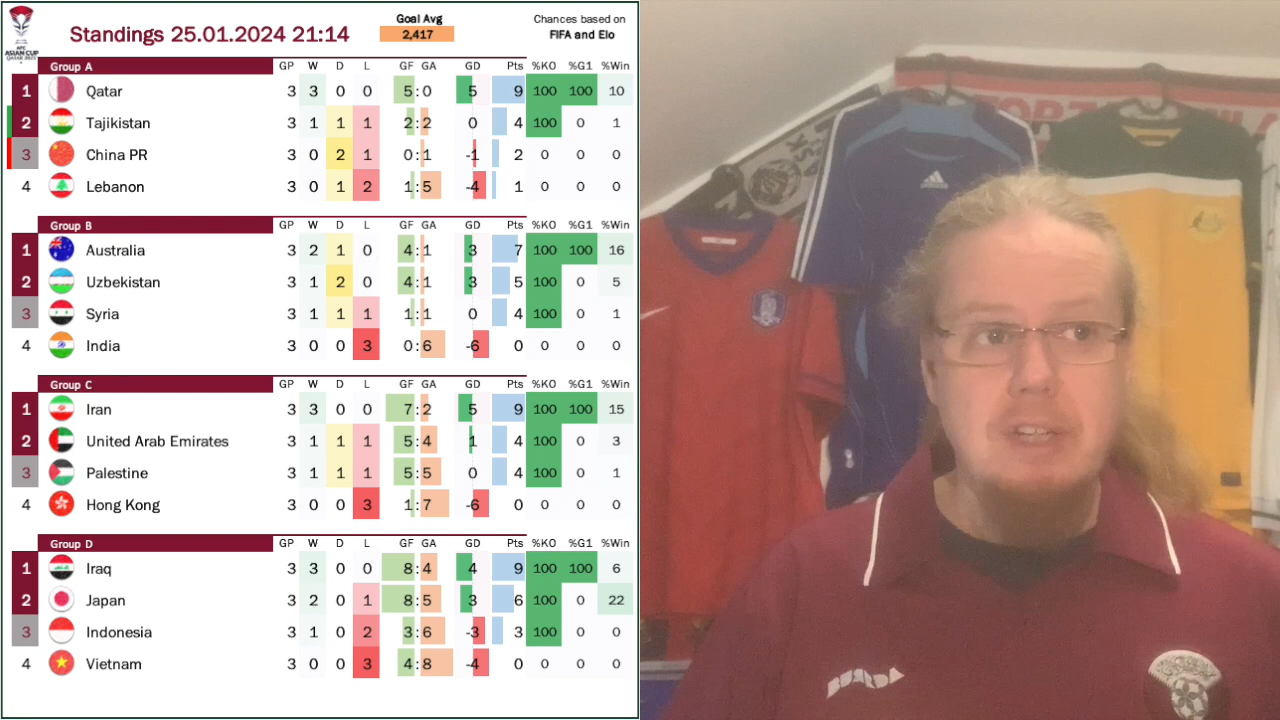 Goal Avg
Chances based on
Standings 25.01.2024 21:14
2,417
FIFA and Elo
AFC
ASIAN CUP
Group A GP W D L GF GA GD Pts %KO %G1 %Win
1 Qatar 3 3 0 0 5:0 5 9 100 100 10
2 Tajikistan 3 1 1 1 2:2 0 4 100 0 1
3 China PR 3 0 2 1 0:1 -1 2 0 0 0
4 Lebanon 3 0 1 2 1:5 -4 1 0 0 0
Group B GP W D L GF GA GD Pts %KO %G1 %Win
1 Australia 3 2 1 0 4:1 3 7 100 100 16
2 Uzbekistan 3 1 2 0 4:1 3 5 100 0 5
3 Syria 3 1 1 1 1:1 0 4 100 0 1
4 India 3 0 0 3 0:6 -6 0 0 0 0
Group C GP W D L GF GA GD Pts %KO %G1 %Win
1 Iran 3 3 0 0 7:2 5 9 100 100 15
2 United Arab Emirates 3 1 1 1 5:4 1 4 100 0 3
3 Palestine 3 1 1 1 5:5 0 4 100 0 1
4 Hong Kong 3 0 0 3 1:7 -6 0 0 0 0
Group D GP W D L GF GA GD Pts %KO %G1 %Win
1 Iraq 3 3 0 0 8:4 4 9 100 100 6
2 Japan 3 2 0 1 8:5 3 6 100 0 22
3 Indonesia 3 1 0 2 3:6 -3 3 100 0 0
4 Vietnam 3 0 0 3 4:8 -4 0 0 0 0
adidas
BURRDA